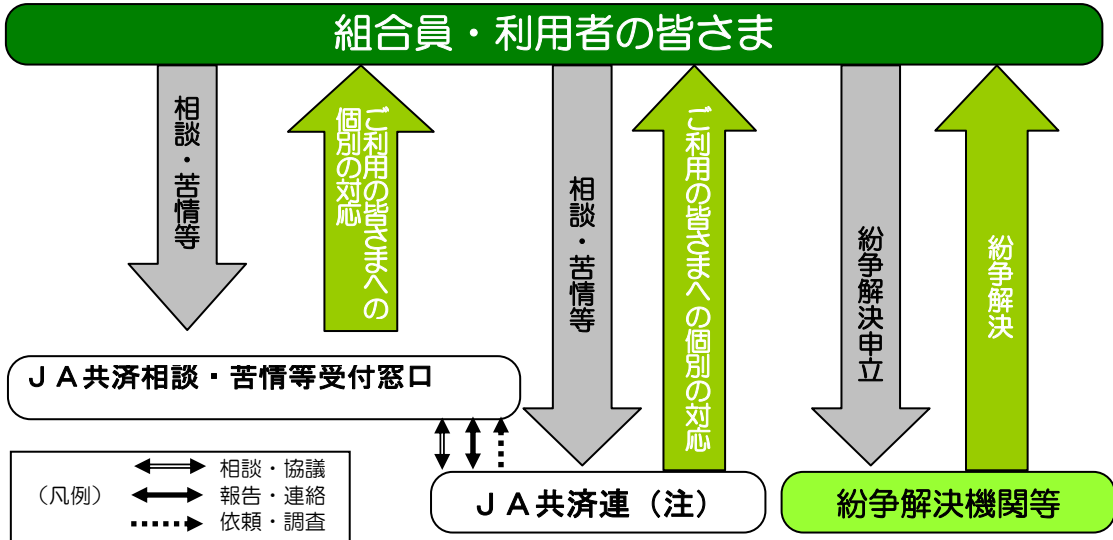 組合員・利用者の皆さま
相談・苦情等
ご利用の皆さまへの
個別の対応
相談・苦情等
ご利用の皆さまへの個別の対応
紛争解決申立
紛争解決
ＪＡ共済相談・苦情等受付窓口
（凡例）
相談・協議
報告・連絡
依頼・調査
ＪＡ共済連（注）
紛争解決機関等